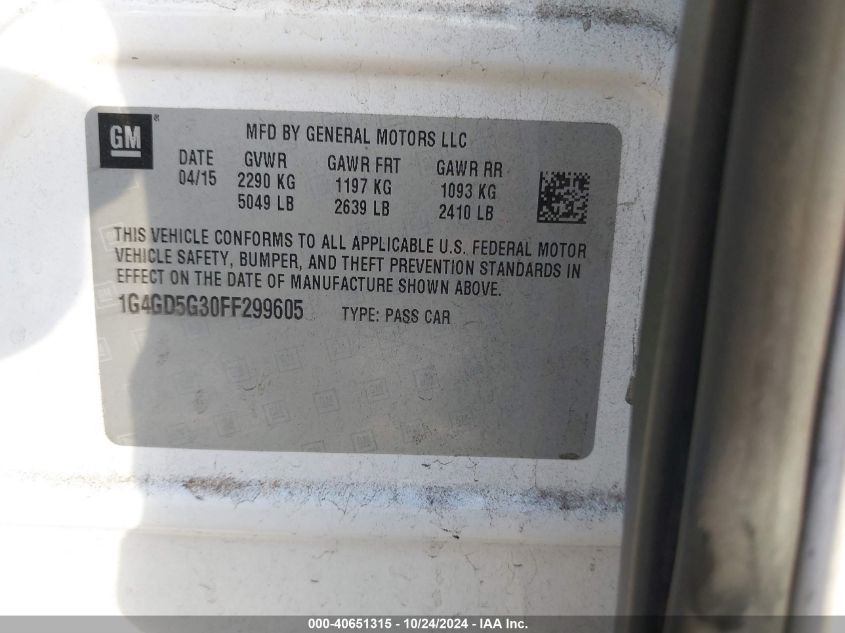 GM ®
MFD BY GENERAL MOTORS LLC
DATE GVWR GAWR FRT GAWR RR
04/15 2290 KG 1197 KG 1093 KG
5049 LB 2639 LB 2410 LB
THIS VEHICLE CONFORMS TO ALL APPLICABLE U.S. FEDERAL MOTOR
VEHICLE SAFETY, BUMPER, AND THEFT PREVENTION STANDARDS IN
EFFECT ON THE DATE OF MANUFACTURE SHOWN ABOVE.
1G4GD5G30FF299605 TYPE: PASS CAR
000-40651315 - 10/24/2024 - IAA Inc.